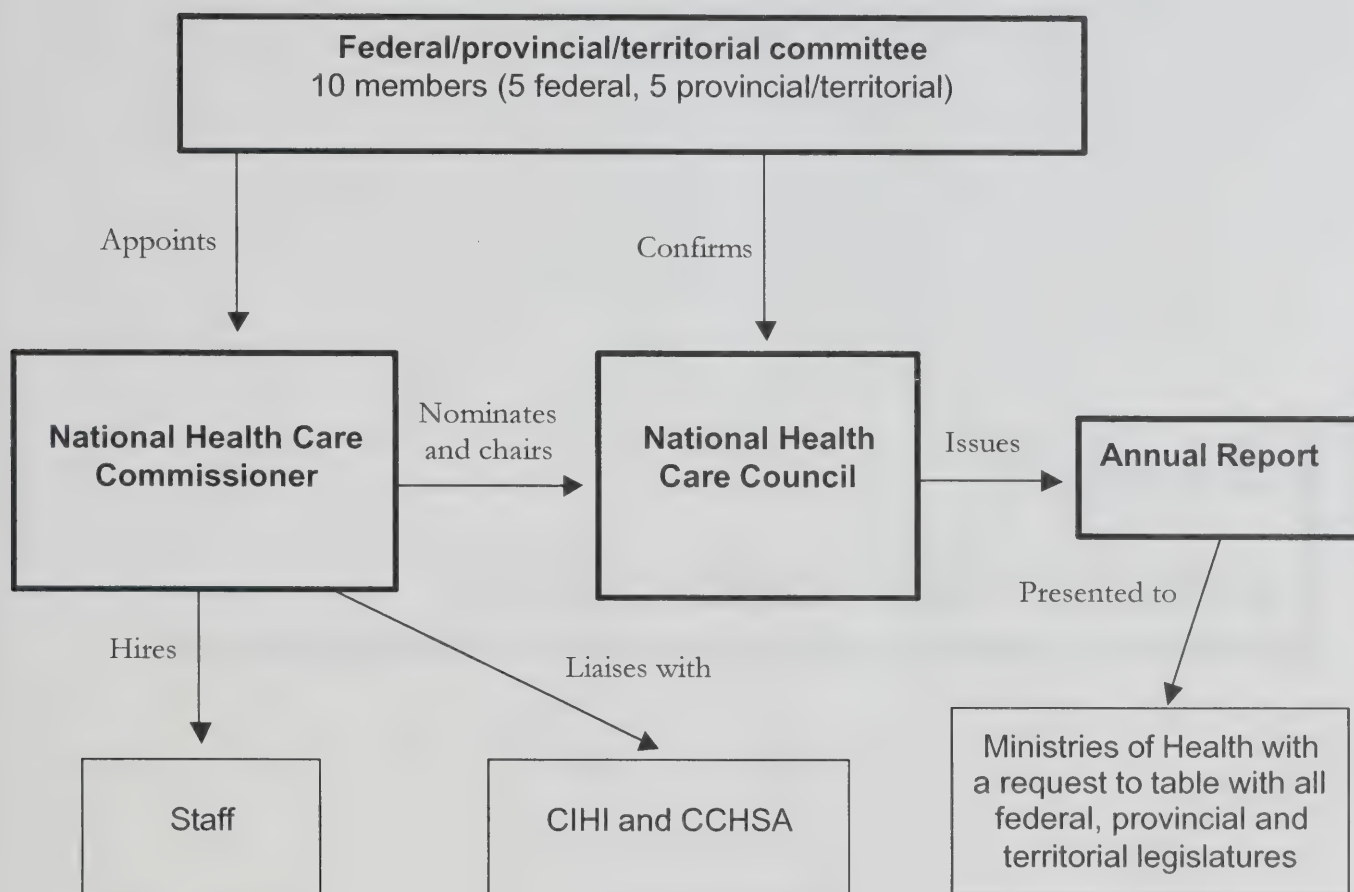 Federal/provincial/territorial committee
10 members (5 federal, 5 provincial/territorial)
Appoints
Confirms
National Health Care
Commissioner
Nominates
and chairs
National Health
Care Council
Issues
Annual Report
Hires
Liaises with
Presented to
Staff
CIHI and CCHSA
Ministries of Health with
a request to table with all
federal, provincial and
territorial legislatures